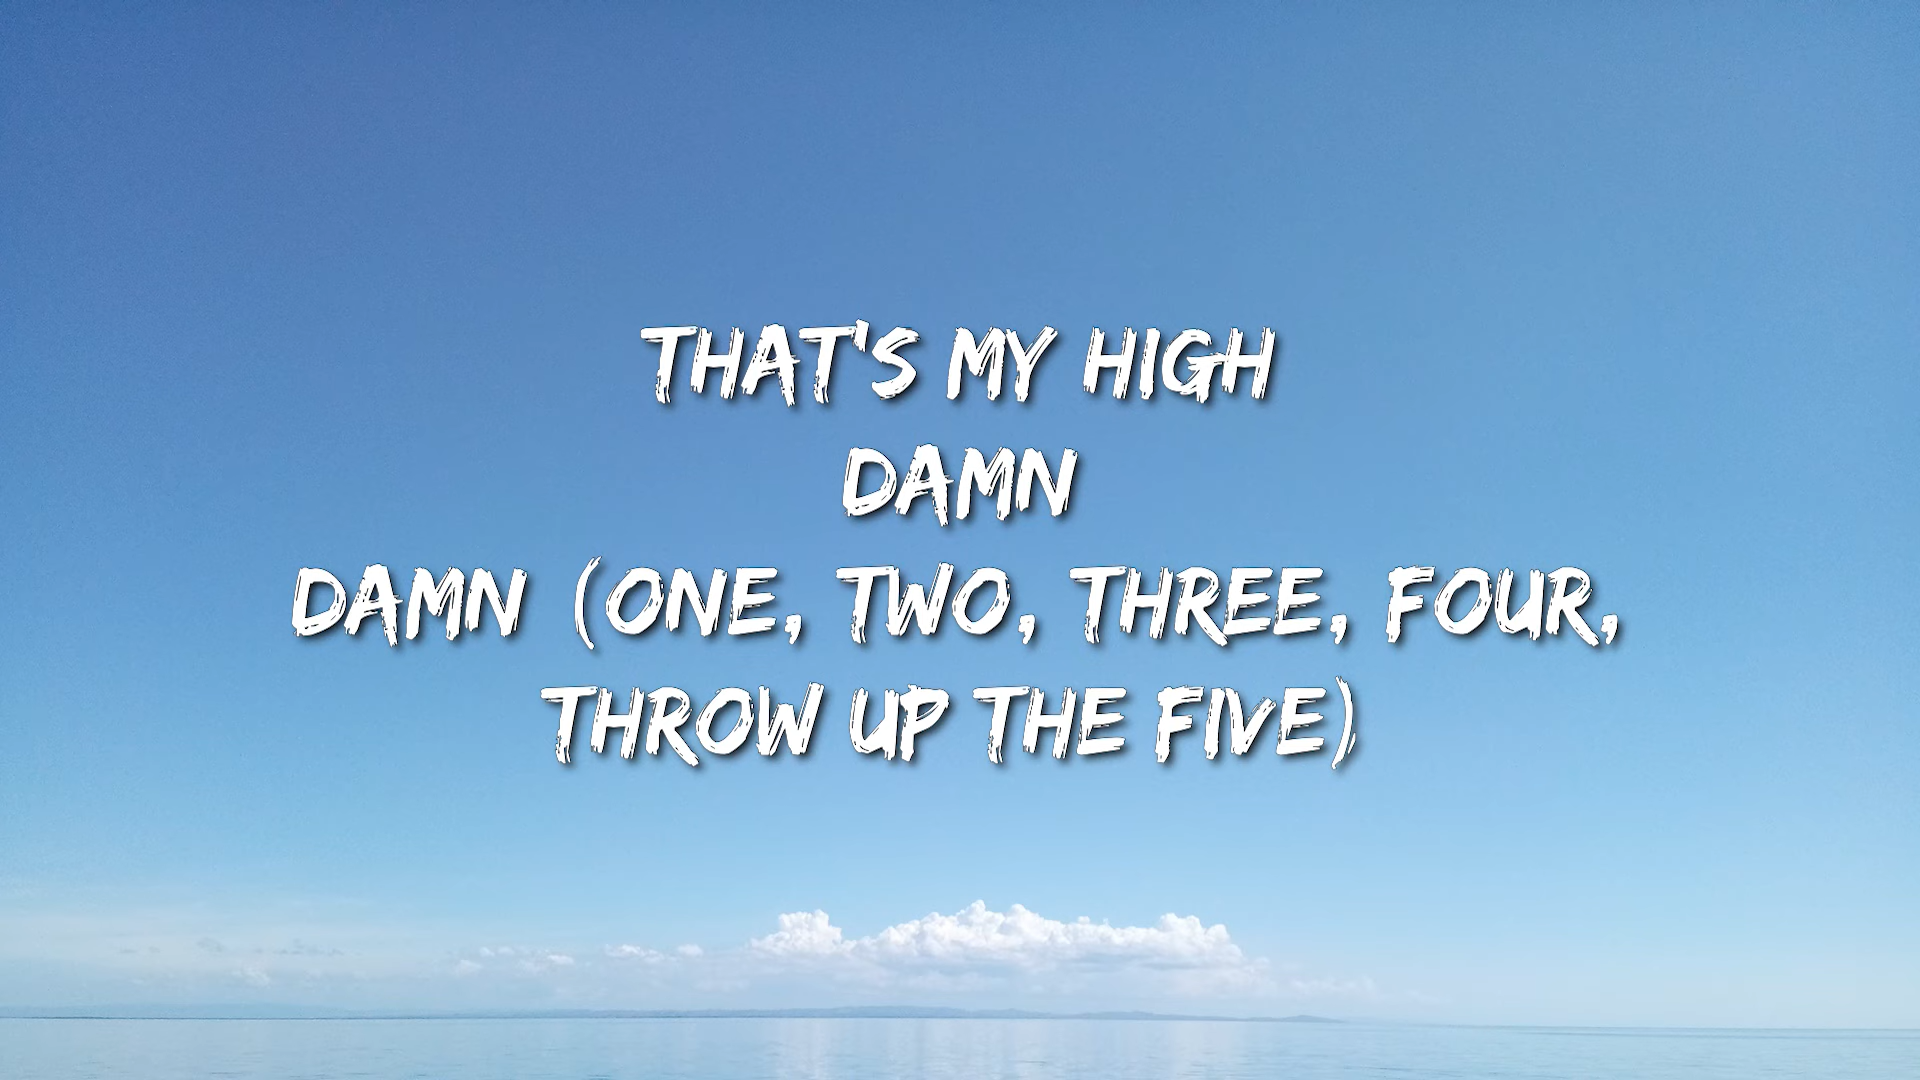 THAT'S MY HIGH
DAMN
DAMN (ONE, TWO, THREE, FOUR,
THROW UP THE FIVE)